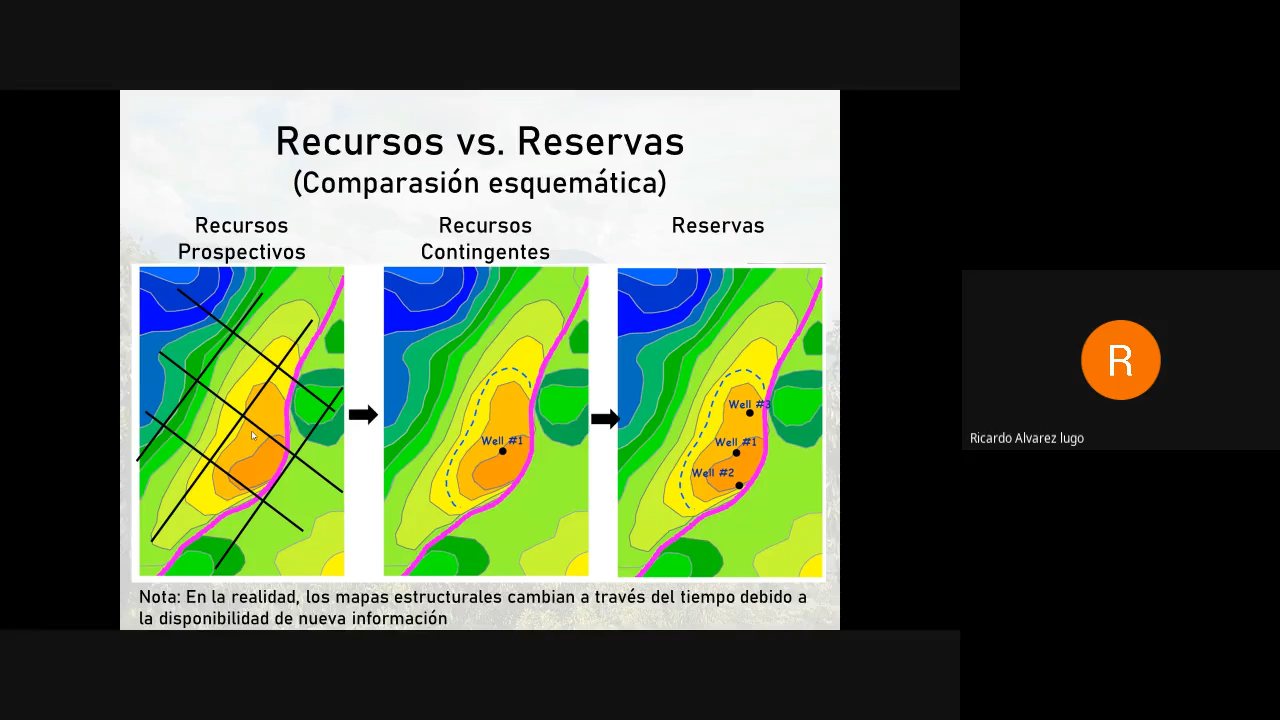 Recursos vs. Reservas
(Comparasión esquemática)
Recursos
Prospectivos
Recursos
Contingentes
Reservas
Well #1
Well #3
Well #1
Well #2
Nota: En la realidad, los mapas estructurales cambian a través del tiempo debido a
la disponibilidad de nueva información
R
Ricardo Alvarez lugo